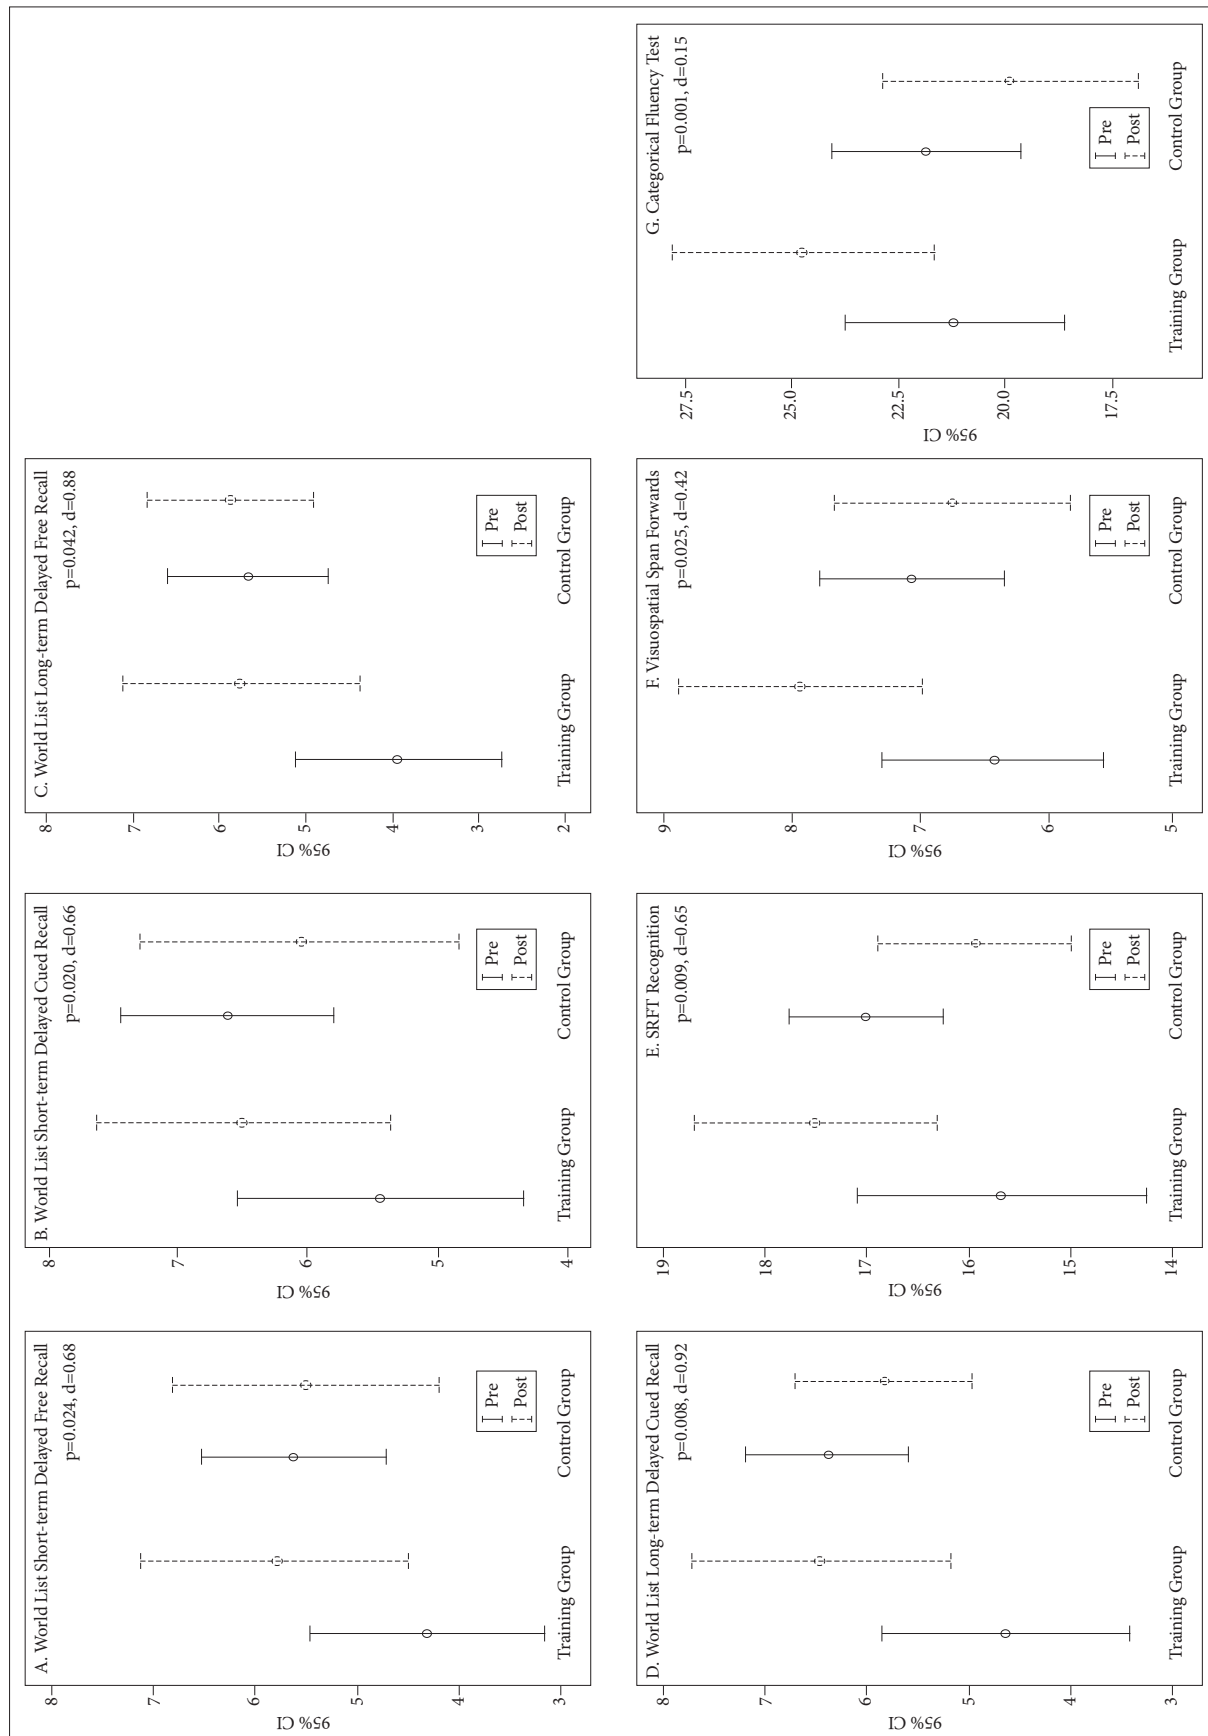 A. World List Short-term Delayed Free Recall
p=0.024, d=0.68
8
7
6
5
4
3
95% CI
Pre
Post
Training Group
Control Group
B. World List Short-term Delayed Cued Recall
p=0.020, d=0.66
8
7
6
5
4
95% CI
Pre
Post
Training Group
Control Group
C. World List Long-term Delayed Free Recall
p=0.042, d=0.88
8
7
6
5
4
3
2
95% CI
Pre
Post
Training Group
Control Group
D. World List Long-term Delayed Cued Recall
p=0.008, d=0.92
8
7
6
5
4
3
95% CI
Pre
Post
Training Group
Control Group
E. SRFT Recognition
p=0.009, d=0.65
19
18
17
16
15
14
95% CI
Pre
Post
Training Group
Control Group
F. Visuospatial Span Forwards
p=0.025, d=0.42
9
8
7
6
5
95% CI
Pre
Post
Training Group
Control Group
G. Categorical Fluency Test
p=0.001, d=0.15
27.5
25.0
22.5
20.0
17.5
95% CI
Pre
Post
Training Group
Control Group